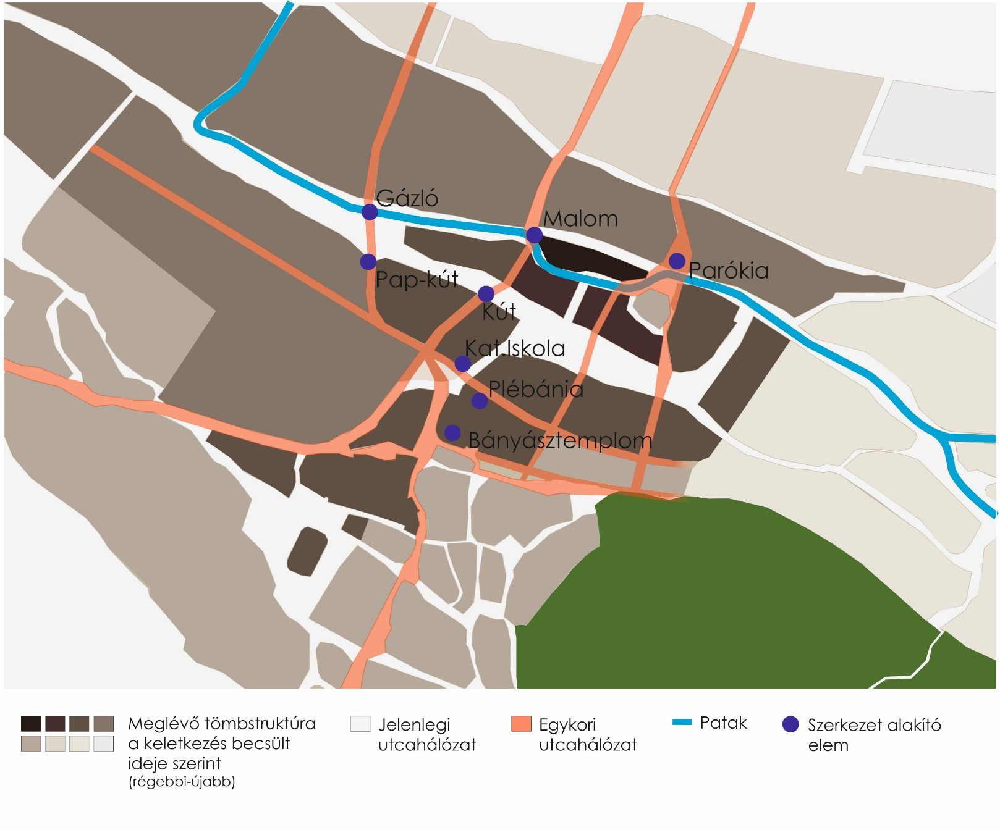 Gázló
Malom
Pap-kút
Parókia
Kút
Kat.Iskola
Plébánia
Bányásztemplom
Meglévő tömbstruktúra
a keletkezés becsült
ideje szerint
(régebbi-újabb)
Jelenlegi
utcahálózat
Egykori
utcahálózat
Patak
Szerkezet alakító
elem